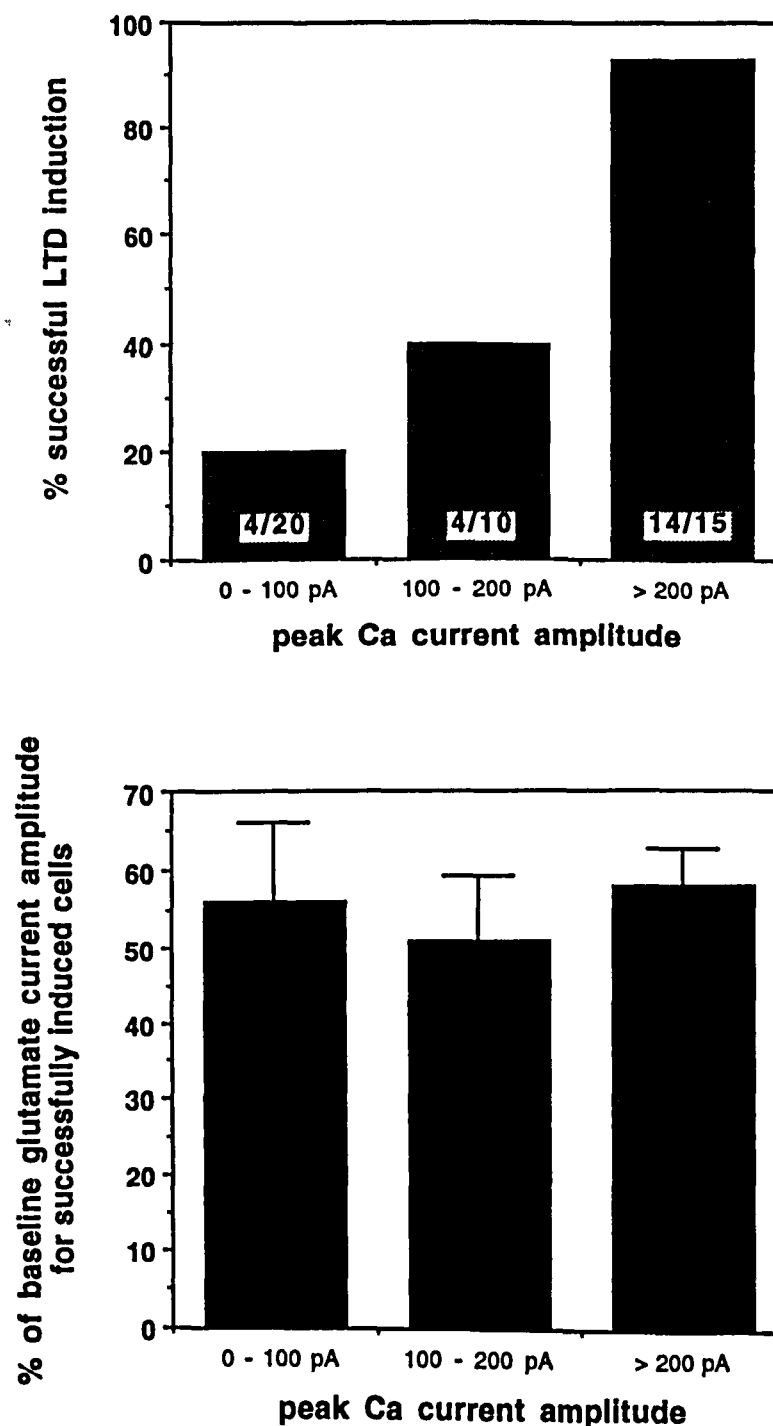 100
80
60
40
20
0
% successful LTD induction
4/20 4/10 14/15
0 - 100 pA 100 - 200 pA > 200 pA
peak Ca current amplitude
70
60
50
40
30
20
10
0
% of baseline glutamate current amplitude
for successfully induced cells
0 - 100 pA 100 - 200 pA > 200 pA
peak Ca current amplitude